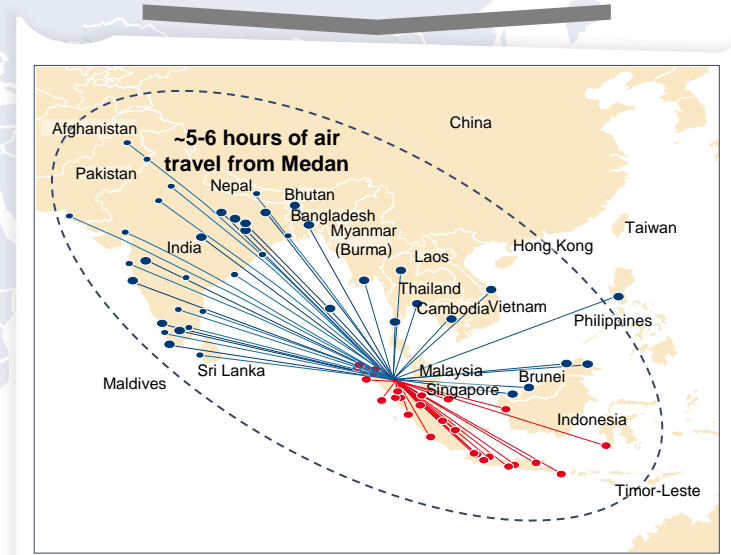 China
Afghanistan
~5-6 hours of air
travel from Medan
Pakistan
Nepal
Bhutan
Bangladesh
Myanmar
(Burma)
Taiwan
Hong Kong
India
Laos
Thailand
Cambodia
Vietnam
Philippines
Sri Lanka
Malaysia
Brunei
Maldives
Singapore
Indonesia
Timor-Leste